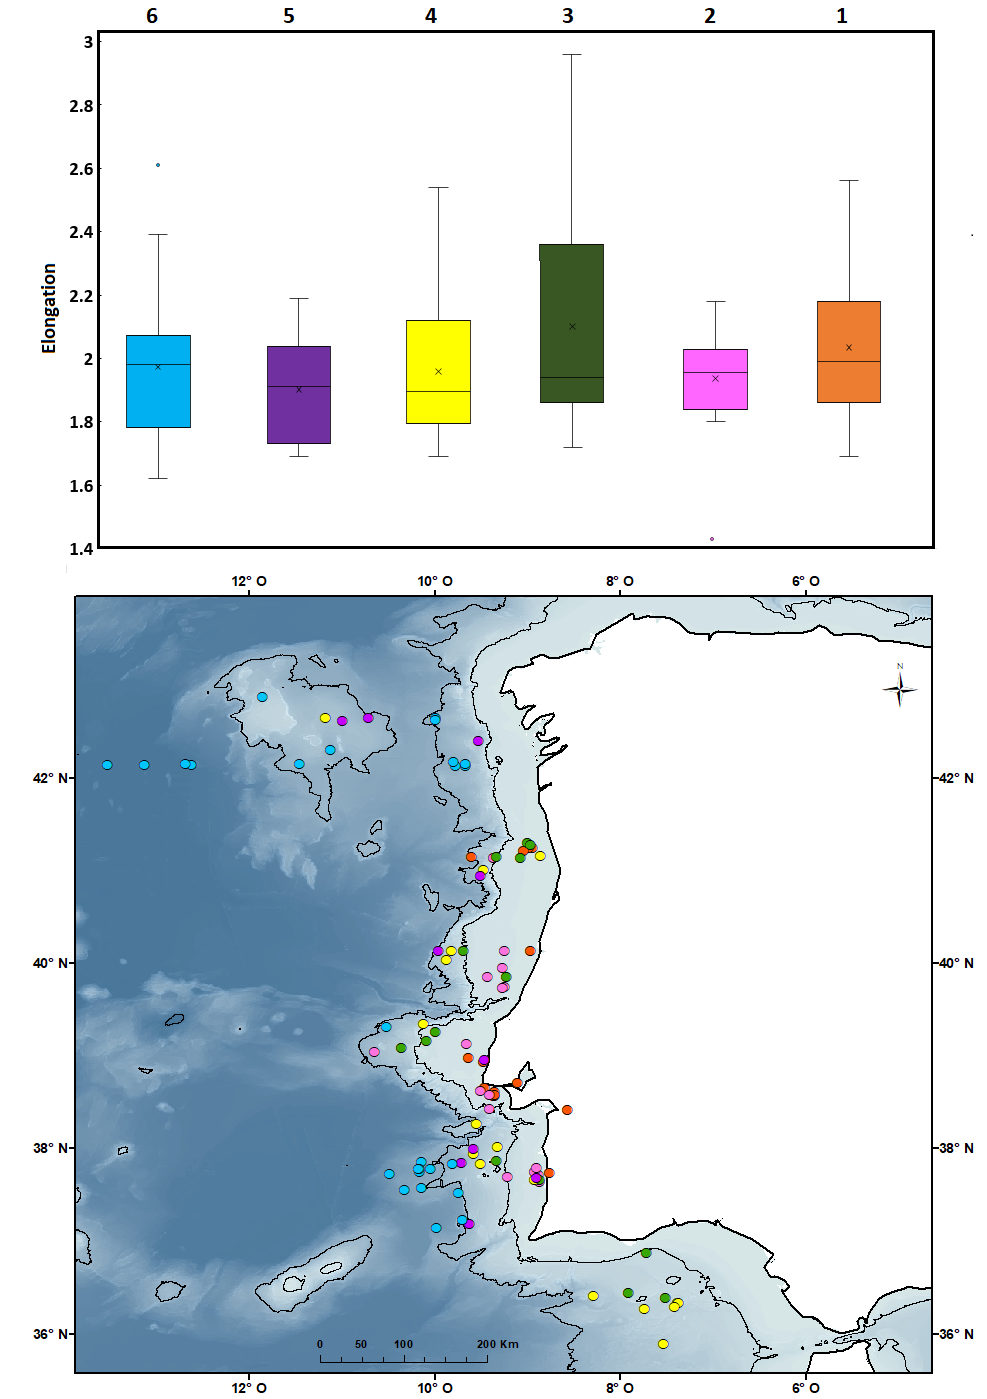 6 5 4 3 2 1
3
2.8
2.6
2.4
2.2
2
1.8
1.6
1.4
Elongation
12° O 10° O 8° O 6° O
N
42° N 42° N
40° N 40° N
38° N 38° N
36° N 36° N
0 50 100 200 Km
12° O 10° O 8° O 6° O